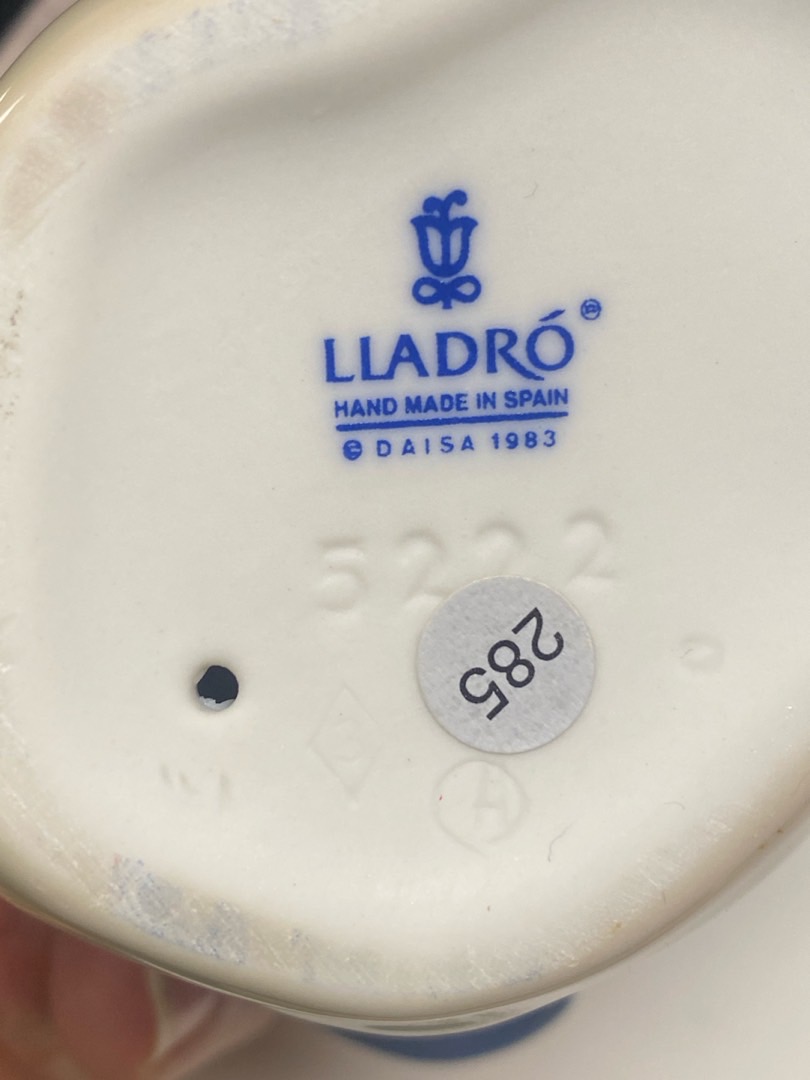 LLADRÓ®
HAND MADE IN SPAIN
© DAISA 1983
5222
285
H